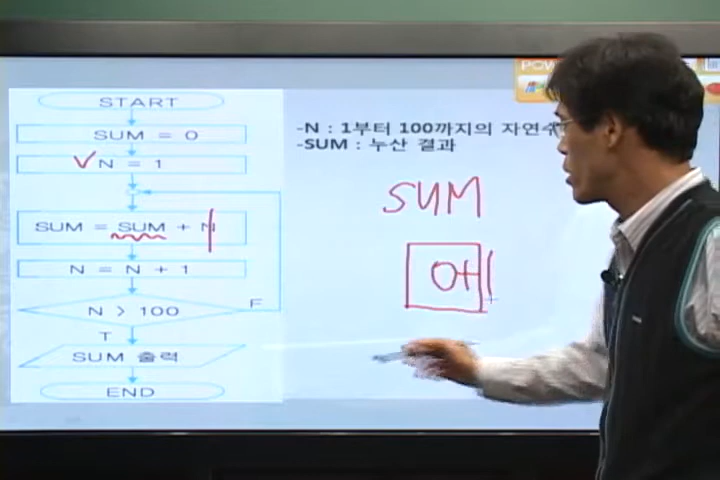 START
SUM = 0
N = 1
SUM = SUM + N
N = N + 1
N > 100
F
T
SUM 출력
END
-N : 1부터 100까지의 자연수
-SUM : 누산 결과
SUM